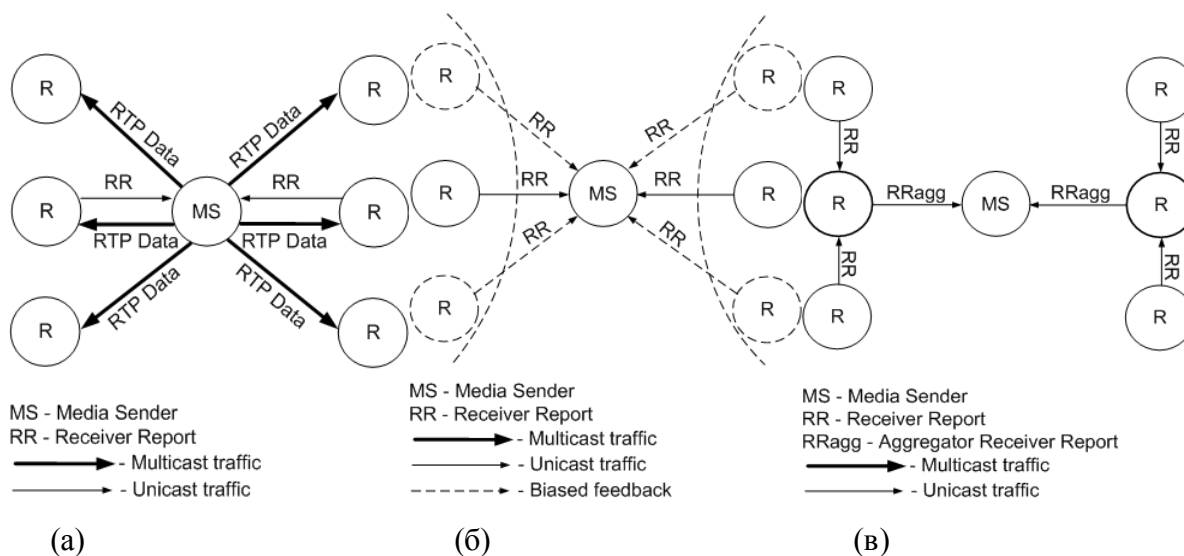 R
R
RTP Data
RTP Data
RR
RR
R
MS
R
RTP Data
RTP Data
RTP Data
RTP Data
R
R
MS - Media Sender
RR - Receiver Report
- Multicast traffic
- Unicast traffic
(а)
R
R
RR
RR
R
RR
MS
RR
R
RR
RR
R
R
MS - Media Sender
RR - Receiver Report
- Multicast traffic
- Unicast traffic
- Biased feedback
(б)
R
R
RR
RR
R
RRagg
MS
RRagg
R
RR
RR
R
R
MS - Media Sender
RR - Receiver Report
RRagg - Aggregator Receiver Report
- Multicast traffic
- Unicast traffic
(в)